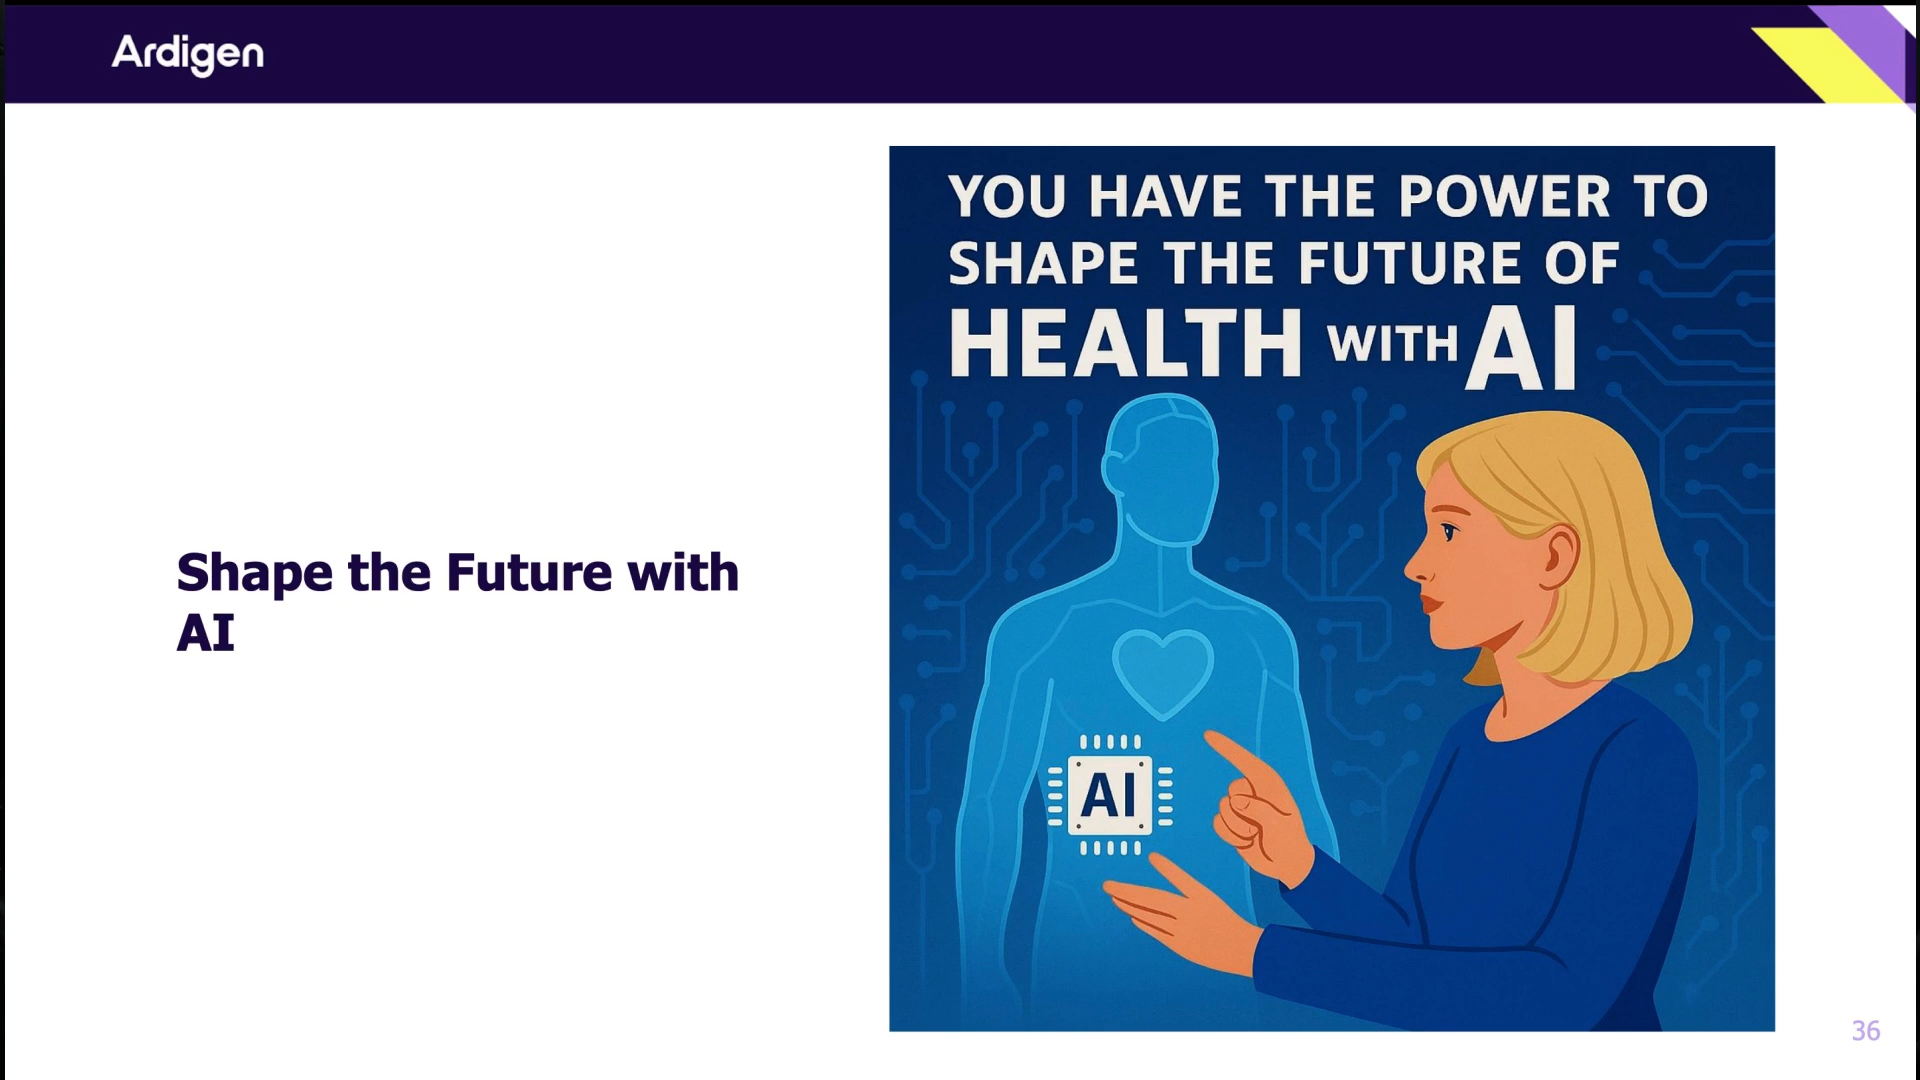 Ardigen
Shape the Future with
AI
YOU HAVE THE POWER TO
SHAPE THE FUTURE OF
HEALTH WITH AI
AI
36